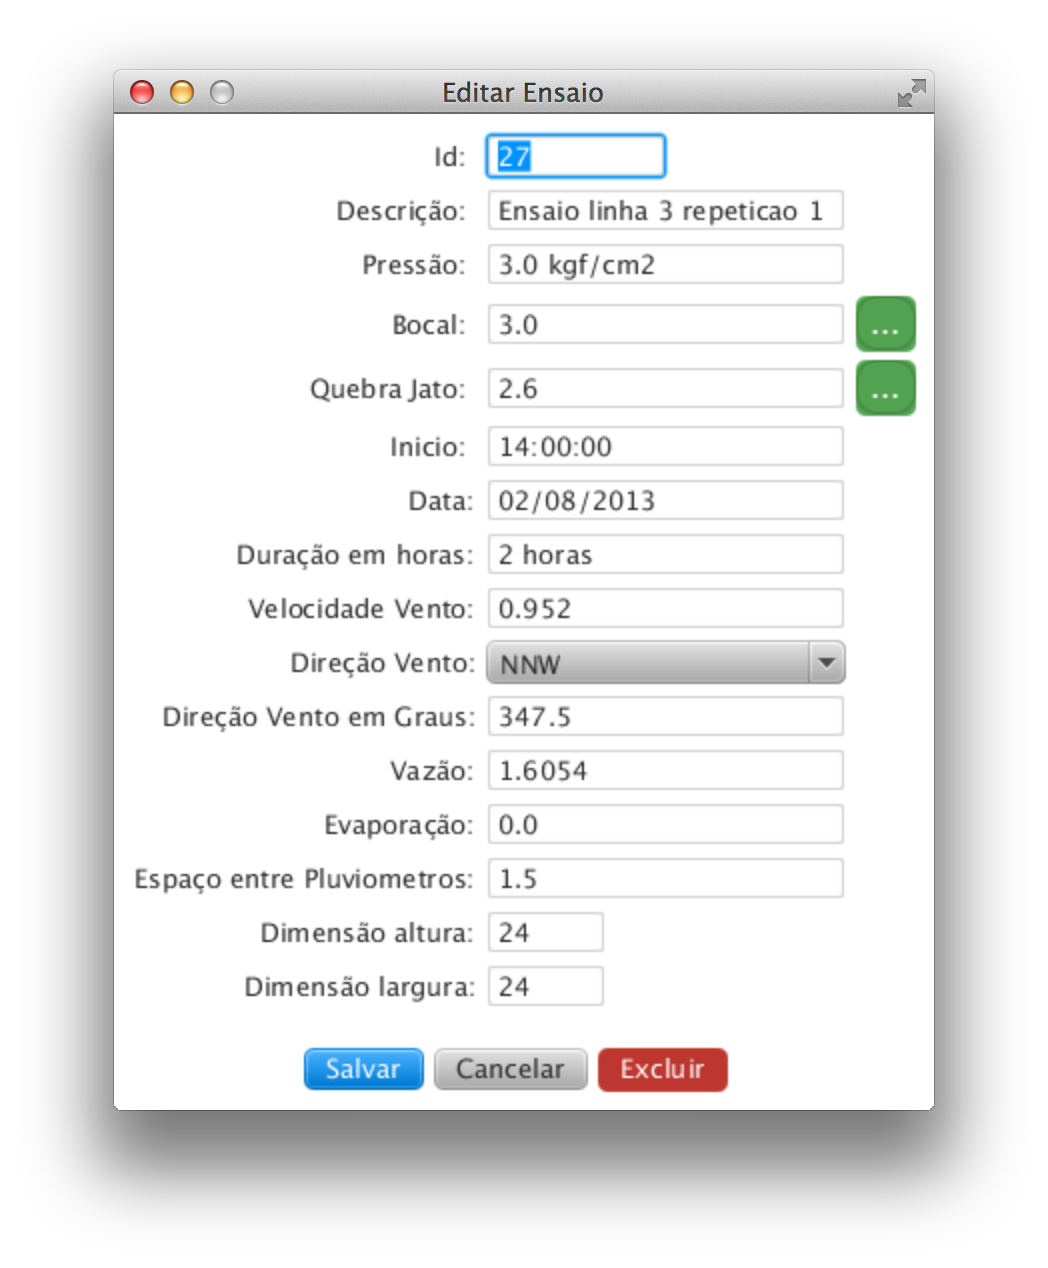 Editar Ensaio
Id: 27
Descrição: Ensaio linha 3 repeticao 1
Pressão: 3.0 kgf/cm2
Bocal: 3.0 ...
Quebra Jato: 2.6 ...
Inicio: 14:00:00
Data: 02/08/2013
Duração em horas: 2 horas
Velocidade Vento: 0.952
Direção Vento: NNW
Direção Vento em Graus: 347.5
Vazão: 1.6054
Evaporação: 0.0
Espaço entre Pluviometros: 1.5
Dimensão altura: 24
Dimensão largura: 24
Salvar Cancelar Excluir